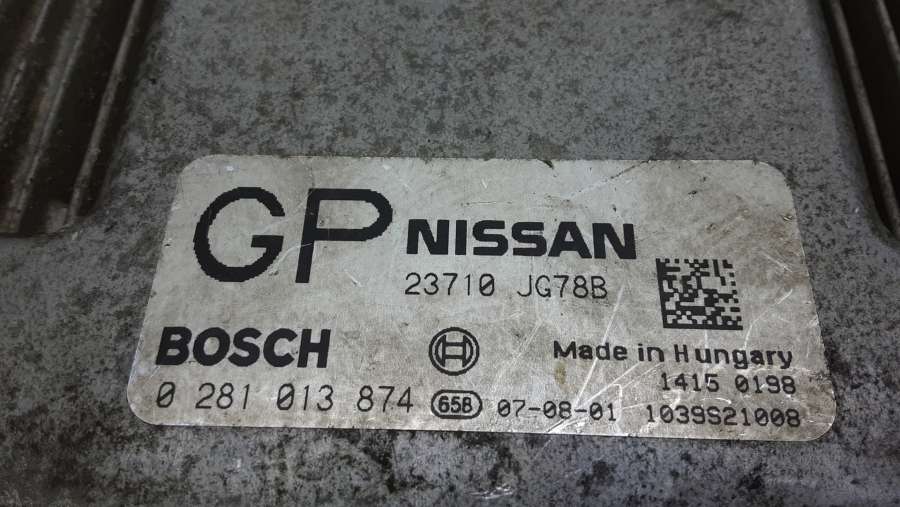 GP NISSAN
23710 JG78B
BOSCH
Made in Hungary
1415 0198
0 281 013 874 658 07-08-01 1039S21008